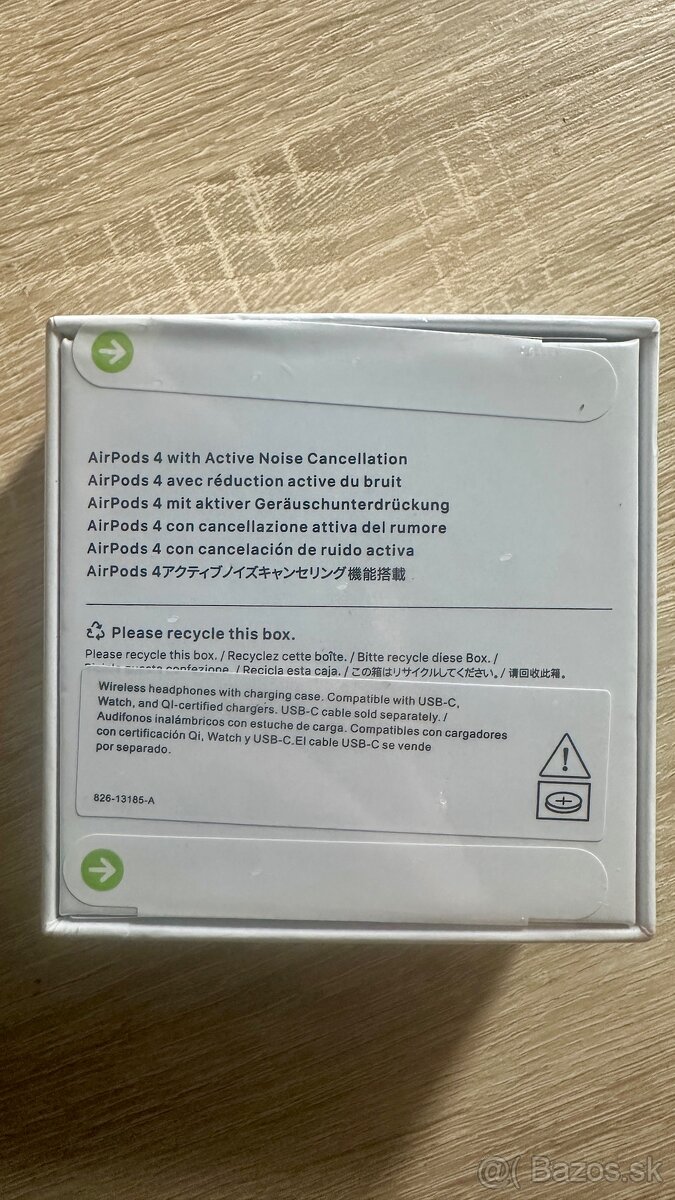 AirPods 4 with Active Noise Cancellation
AirPods 4 avec réduction active du bruit
AirPods 4 mit aktiver Geräuschunterdrückung
AirPods 4 con cancellazione attiva del rumore
AirPods 4 con cancelación de ruido activa
AirPods 4アクティブノイズキャンセリング機能搭載
Please recycle this box.
Please recycle this box. / Recyclez cette boîte. / Bitte recycle diese Box. /
questa confezione. / Recicla esta caja. / この箱はリサイクルしてください。/ 请回收此箱。
Wireless headphones with charging case. Compatible with USB-C,
Watch, and QI-certified chargers. USB-C cable sold separately. /
Audifonos inalámbricos con estuche de carga. Compatibles con cargadores
con certificación Qi, Watch y USB-C.El cable USB-C se vende
por separado.
826-13185-A
@( Bazos.sk